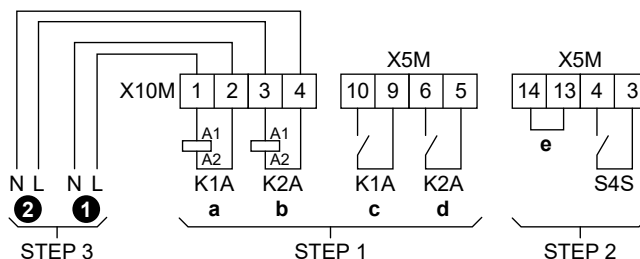 X5M X5M
X10M 1 2 3 4 10 9 6 5 14 13 4 3
A1 A1
A2 A2
e
N L N L K1A K2A K1A K2A S4S
2 1 a b c d
STEP 3 STEP 1 STEP 2